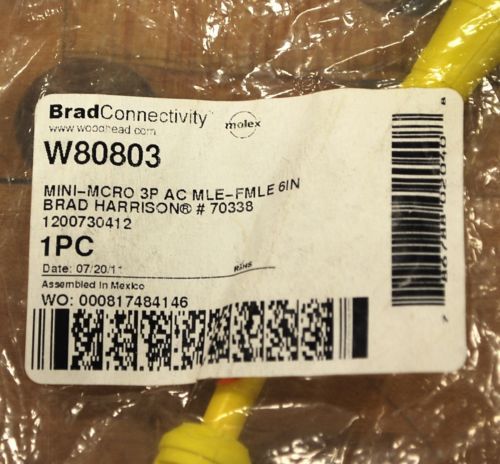 BradConnectivity
www.woodhead.com
molex
W80803
MINI-MCRO 3P AC MLE-FMLE 6IN
BRAD HARRISON® # 70338
1200730412
1PC
Date: 07/20/11
RoHS
Assembled in Mexico
WO: 000817484146